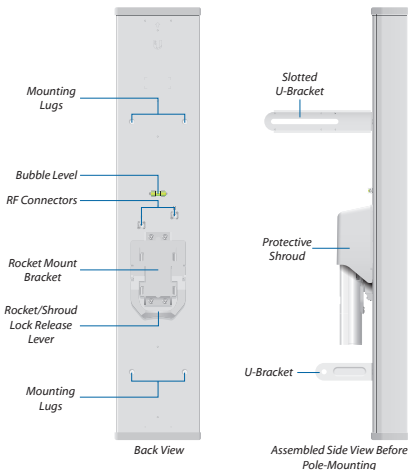 Mounting
Lugs
Bubble Level
RF Connectors
Rocket Mount
Bracket
Rocket/Shroud
Lock Release
Lever
Mounting
Lugs
Back View
Slotted
U-Bracket
Protective
Shroud
U-Bracket
Assembled Side View Before
Pole-Mounting